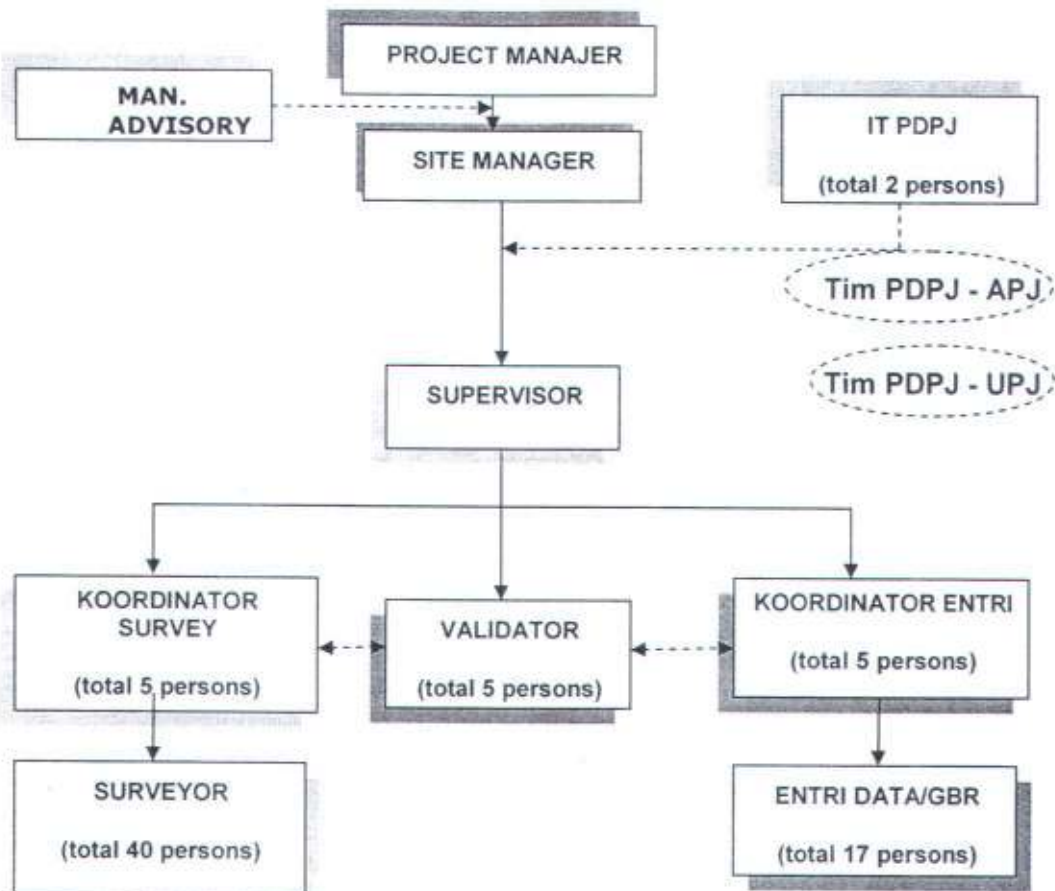 PROJECT MANAJER
MAN.
ADVISORY
IT PDPJ
(total 2 persons)
SITE MANAGER
Tim PDPJ - APJ
Tim PDPJ - UPJ
SUPERVISOR
KOORDINATOR
SURVEY
(total 5 persons)
VALIDATOR
(total 5 persons)
KOORDINATOR ENTRI
(total 5 persons)
SURVEYOR
(total 40 persons)
ENTRI DATA/GBR
(total 17 persons)